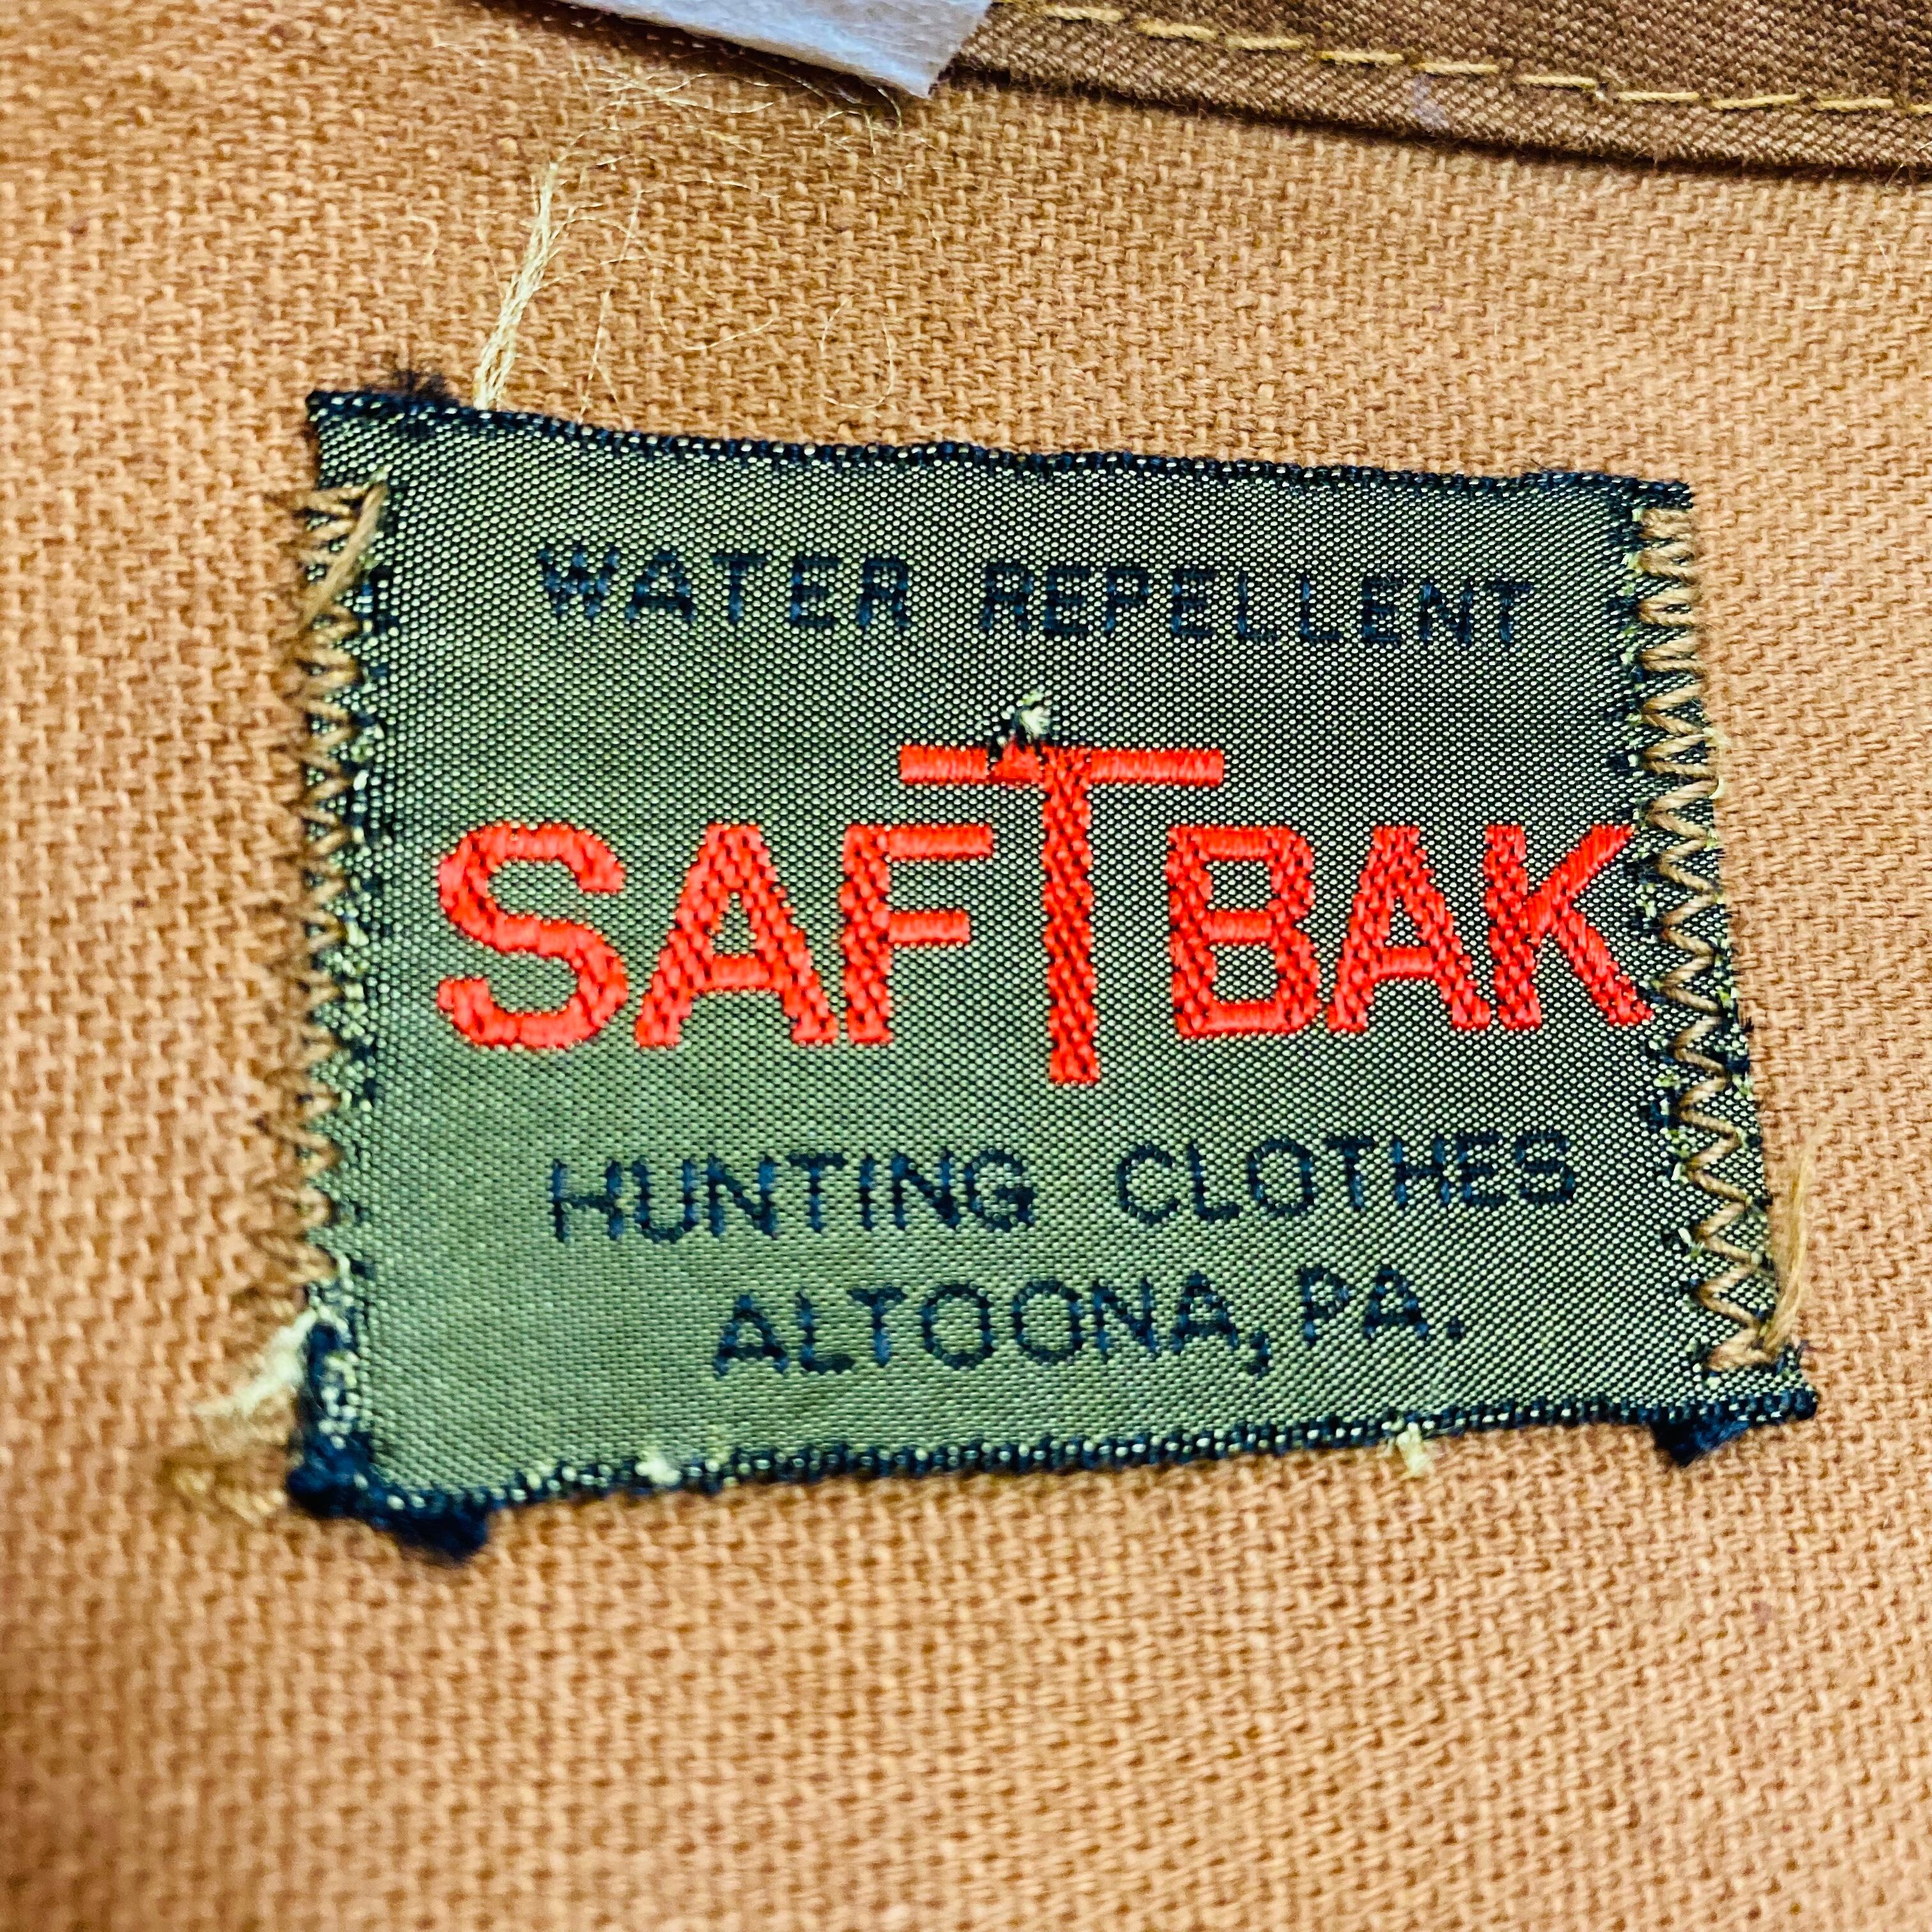 WATER REPELLENT
SAFTBAK
HUNTING CLOTHES
ALTOONA, PA.